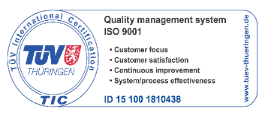 TÜV International Certification
TÜV
THÜRINGEN
TIC
Quality management system
ISO 9001
• Customer focus
• Customer satisfaction
• Continuous improvement
• System/process effectiveness
ID 15 100 1810438
www.tuev-thueringen.de